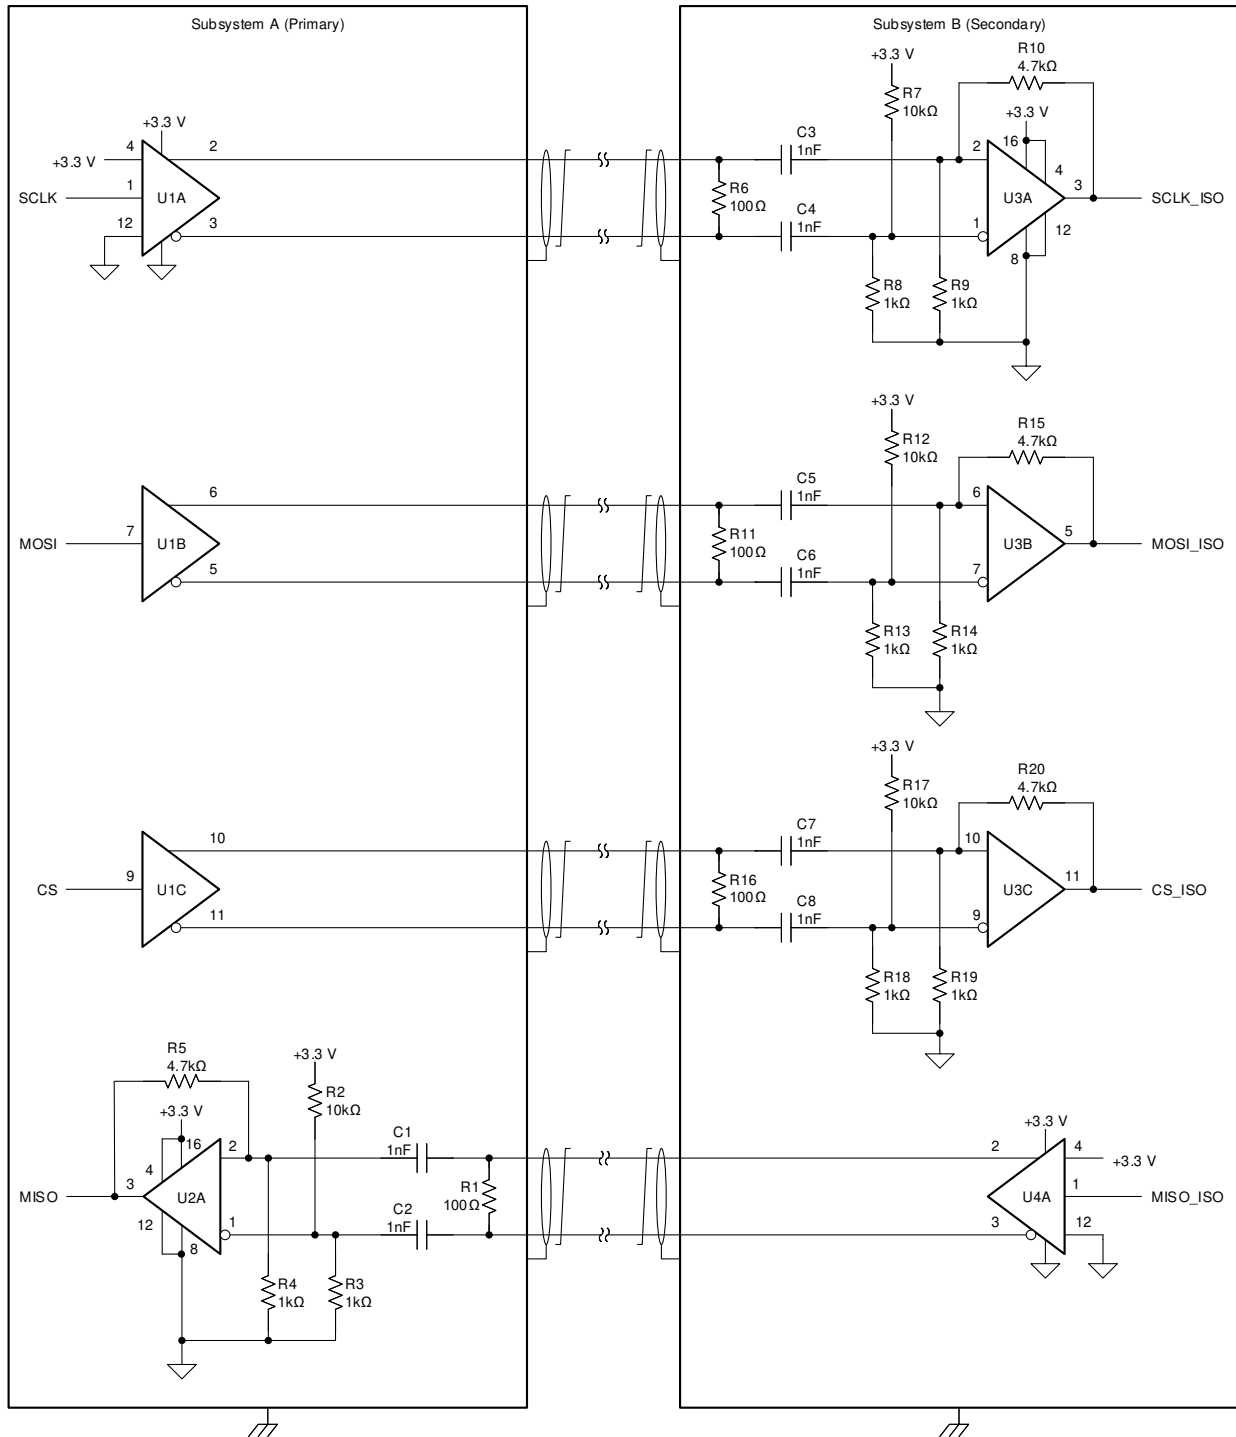 Subsystem A (Primary)
Subsystem B (Secondary)
+3.3 V
+3.3 V
4
SCLK
1
12
U1A
2
3
R6
100Ω
C3
1nF
C4
1nF
+3.3 V
R7
10kΩ
R8
1kΩ
R9
1kΩ
R10
4.7kΩ
+3.3 V
16
2
4
1
U3A
3
12
8
SCLK_ISO
MOSI
7
U1B
6
5
R11
100Ω
C5
1nF
C6
1nF
+3.3 V
R12
10kΩ
R13
1kΩ
R14
1kΩ
R15
4.7kΩ
6
7
U3B
5
MOSI_ISO
CS
9
U1C
10
11
R16
100Ω
C7
1nF
C8
1nF
+3.3 V
R17
10kΩ
R18
1kΩ
R19
1kΩ
R20
4.7kΩ
10
9
U3C
11
CS_ISO
R5
4.7kΩ
+3.3 V
16
4
2
MISO
3
U2A
12
8
1
+3.3 V
R2
10kΩ
R4
1kΩ
R3
1kΩ
C1
1nF
C2
1nF
R1
100Ω
+3.3 V
2
4
+3.3 V
U4A
1
MISO_ISO
3
12